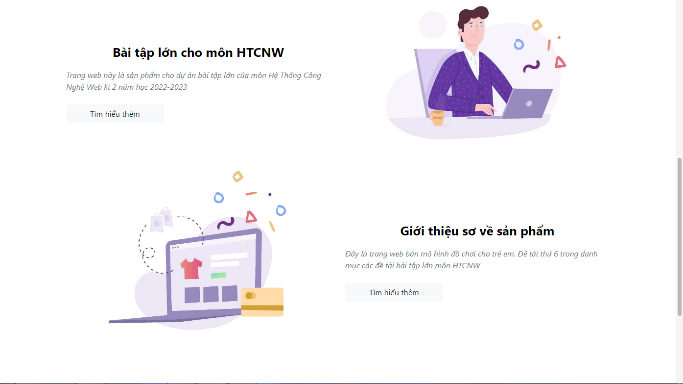 Bài tập lớn cho môn HTCNW
Trang web này là sản phẩm cho dự án bài tập lớn của môn Hệ Thống Công
Nghệ Web kì 2 năm học 2022-2023
Tìm hiểu thêm
Giới thiệu sơ về sản phẩm
Đây là trang web bán mô hình đồ chơi cho trẻ em. Đề tài thứ 6 trong danh
mục các đề tài bài tập lớn môn HTCNW
Tìm hiểu thêm